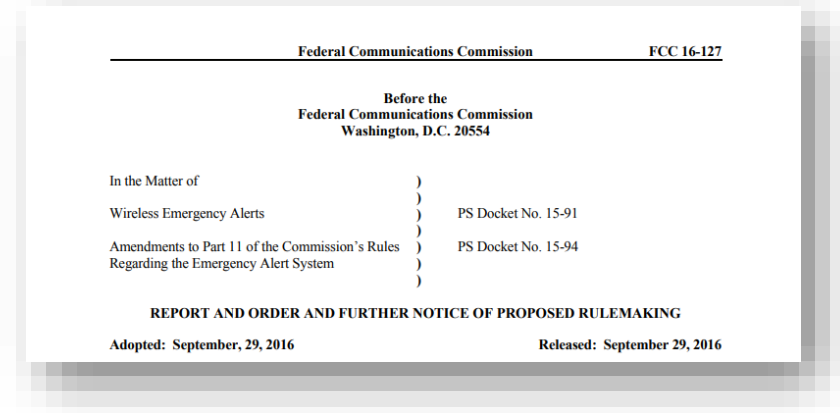 Federal Communications Commission FCC 16-127
Before the
Federal Communications Commission
Washington, D.C. 20554
In the Matter of )
)
Wireless Emergency Alerts ) PS Docket No. 15-91
)
Amendments to Part 11 of the Commission's Rules ) PS Docket No. 15-94
Regarding the Emergency Alert System )
)
REPORT AND ORDER AND FURTHER NOTICE OF PROPOSED RULEMAKING
Adopted: September, 29, 2016 Released: September 29, 2016